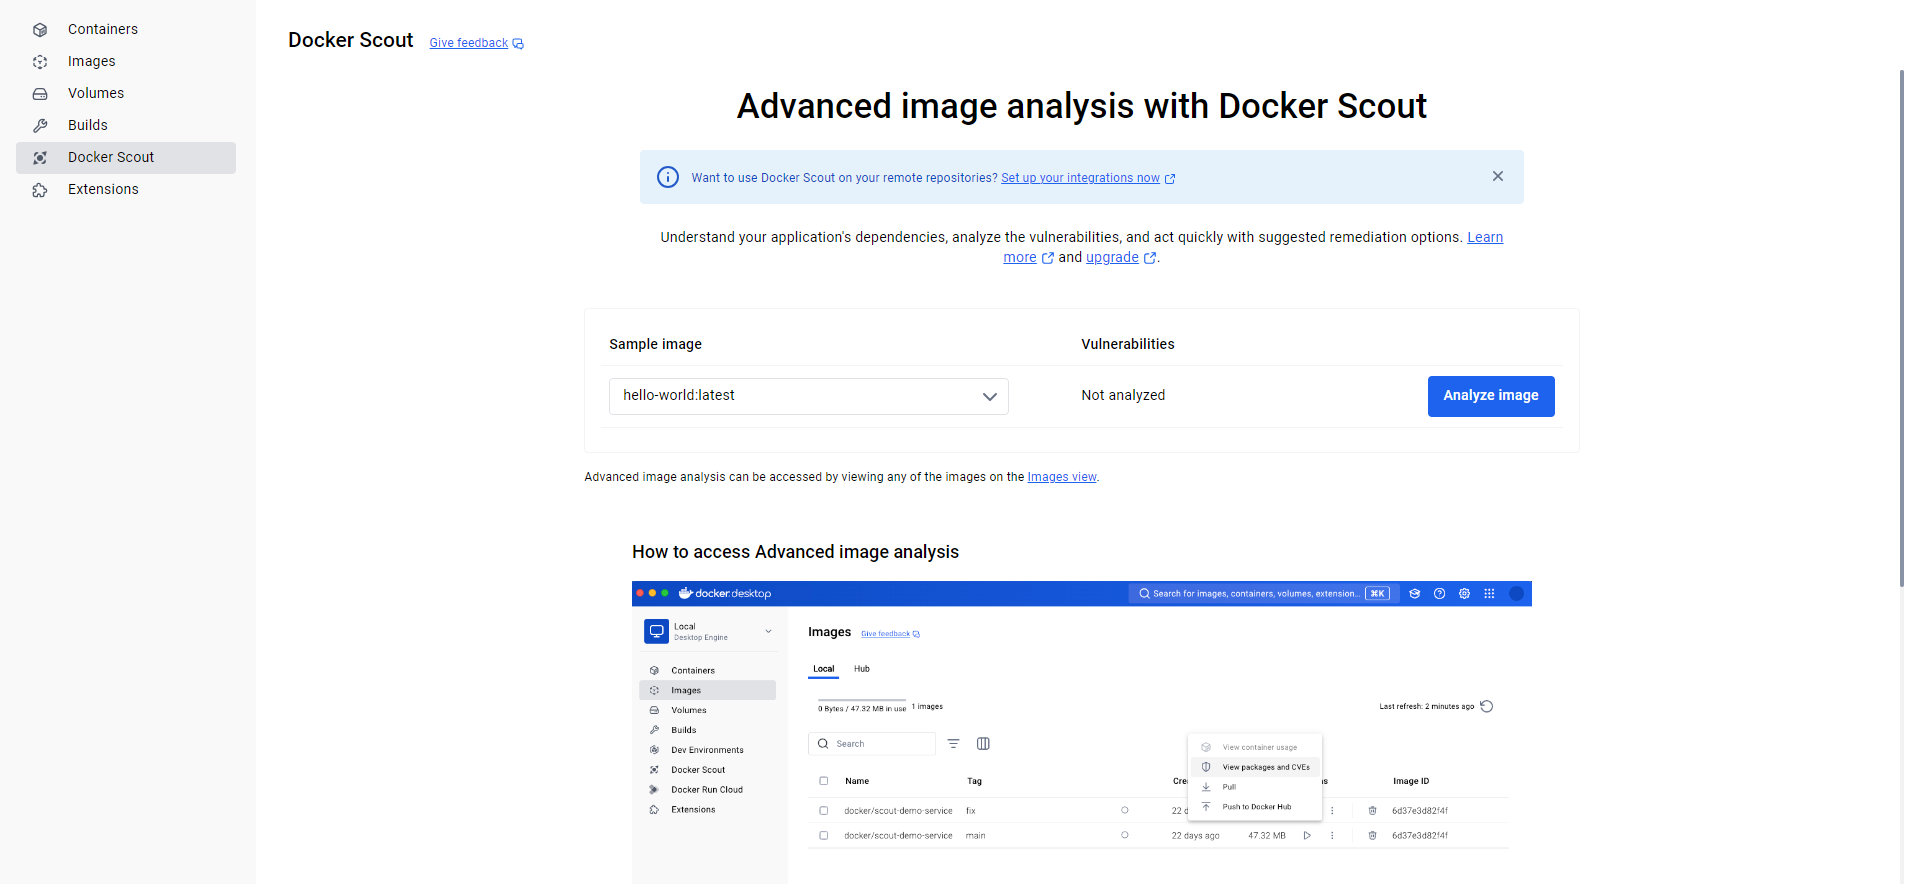 Containers
Images
Volumes
Builds
Docker Scout
Extensions
Docker Scout Give feedback
Advanced image analysis with Docker Scout
Want to use Docker Scout on your remote repositories? Set up your integrations now
Understand your application's dependencies, analyze the vulnerabilities, and act quickly with suggested remediation options. Learn
more and upgrade .
Sample image Vulnerabilities
hello-world:latest Not analyzed Analyze image
Advanced image analysis can be accessed by viewing any of the images on the Images view.
How to access Advanced image analysis
docker.desktop Search for images, containers, volumes, extension... ⌘K
Local
Desktop Engine
Containers
Images
Volumes
Builds
Dev Environments
Docker Scout
Docker Run Cloud
Extensions
Images Give feedback
Local Hub
0 Bytes / 47.32 MB in use 1 images Last refresh: 2 minutes ago
Search
View container usage
View packages and CVEs
Pull
Push to Docker Hub
Name Tag Cre s Image ID
docker/scout-demo-service fix 22 d 6d37e3d82f4f
docker/scout-demo-service main 22 days ago 47.32 MB 6d37e3d82f4f